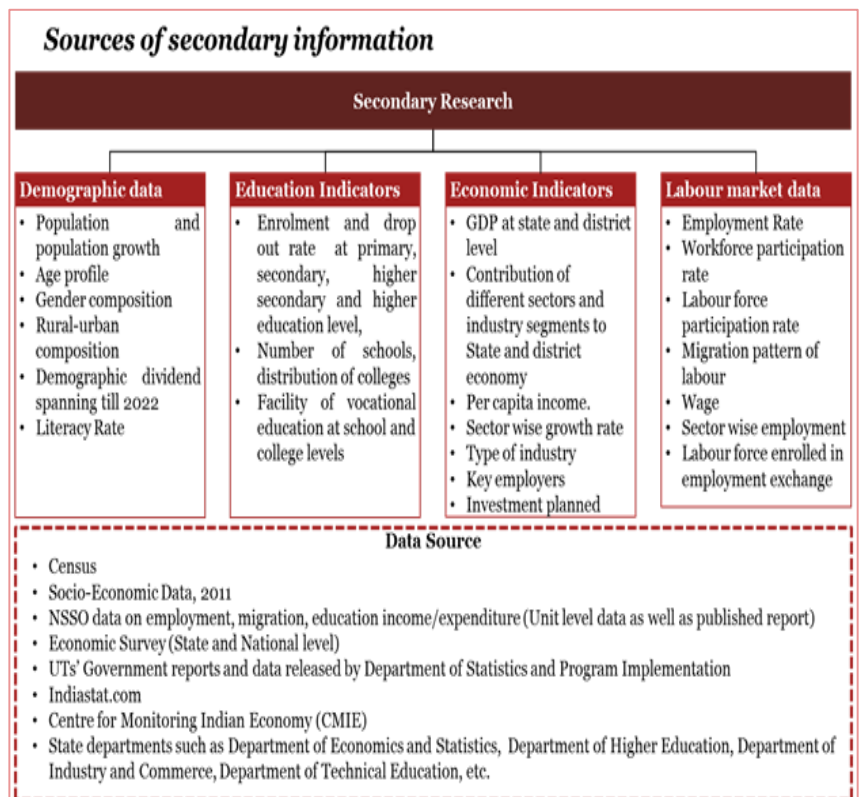 Sources of secondary information
Secondary Research
Demographic data
• Population and
population growth
• Age profile
• Gender composition
• Rural-urban
composition
• Demographic dividend
spanning till 2022
• Literacy Rate
Education Indicators
• Enrolment and drop
out rate at primary,
secondary, higher
secondary and higher
education level,
• Number of schools,
distribution of colleges
• Facility of vocational
education at school and
college levels
Economic Indicators
• GDP at state and district
level
• Contribution of
different sectors and
industry segments to
State and district
economy
• Per capita income.
• Sector wise growth rate
• Type of industry
• Key employers
• Investment planned
Labour market data
• Employment Rate
• Workforce participation
rate
• Labour force
participation rate
• Migration pattern of
labour
• Wage
• Sector wise employment
• Labour force enrolled in
employment exchange
Data Source
• Census
• Socio-Economic Data, 2011
• NSSO data on employment, migration, education income/expenditure (Unit level data as well as published report)
• Economic Survey (State and National level)
• UTs' Government reports and data released by Department of Statistics and Program Implementation
• Indiastat.com
• Centre for Monitoring Indian Economy (CMIE)
• State departments such as Department of Economics and Statistics, Department of Higher Education, Department of
Industry and Commerce, Department of Technical Education, etc.